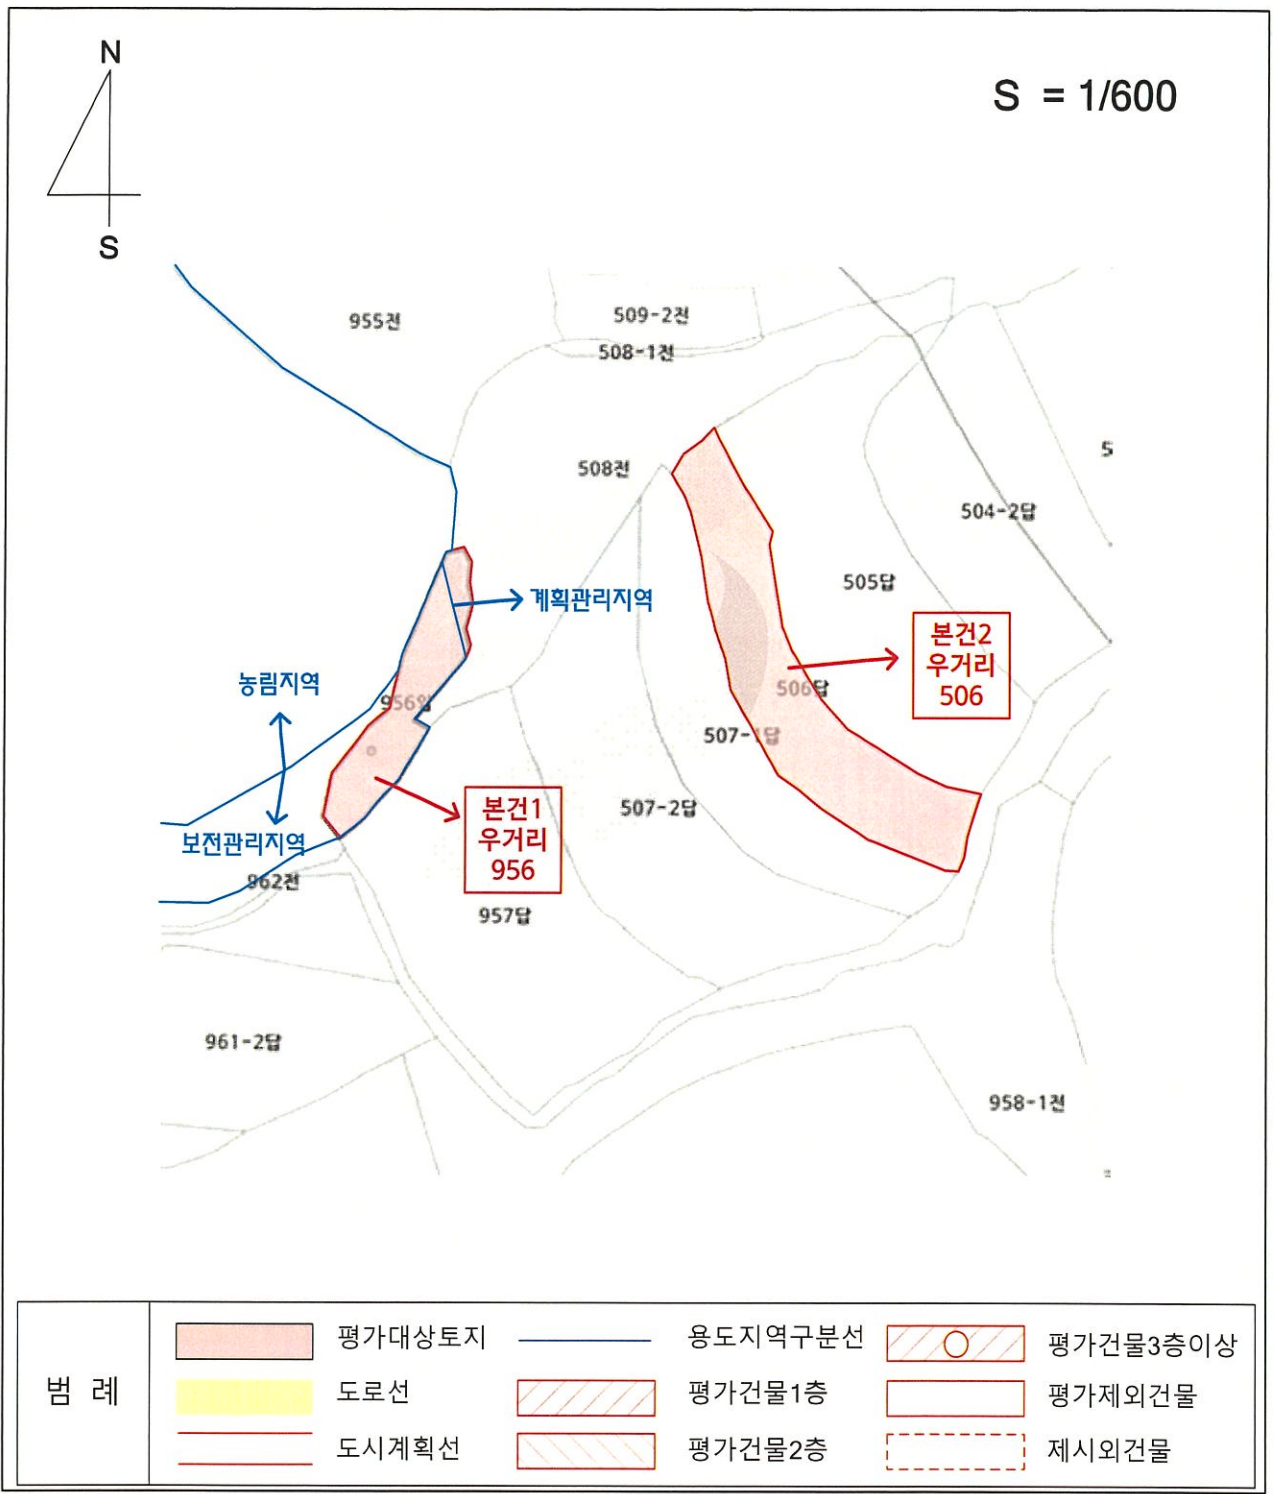 N
S = 1/600
S
955전
509-2전
508-1전
508전
5
504-2답
505답
계획관리지역
본건2
우거리
506
농림지역
956임
506답
507-1답
507-2답
본건1
우거리
956
보전관리지역
962전
957답
961-2답
958-1전
범 례
평가대상토지
용도지역구분선
평가건물3층이상
도로선
평가건물1층
평가제외건물
도시계획선
평가건물2층
제시외건물